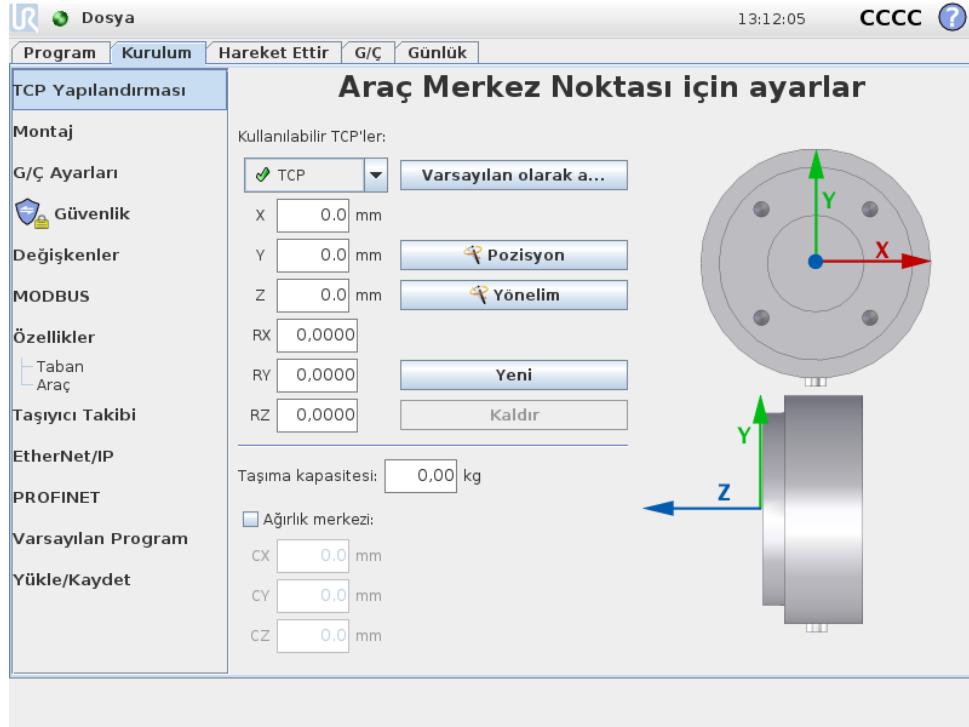 UR Dosya 13:12:05 CCCC ?
Program Kurulum Hareket Ettir G/Ç Günlük
TCP Yapılandırması
Montaj
G/Ç Ayarları
Güvenlik
Değişkenler
MODBUS
Özellikler
Taban
Araç
Taşıyıcı Takibi
EtherNet/IP
PROFINET
Varsayılan Program
Yükle/Kaydet
Araç Merkez Noktası için ayarlar
Kullanılabilir TCP'ler:
TCP Varsayılan olarak a...
X 0.0 mm
Y 0.0 mm Pozisyon
Z 0.0 mm Yönelim
RX 0,0000
RY 0,0000 Yeni
RZ 0,0000 Kaldır
Taşıma kapasitesi: 0,00 kg
Ağırlık merkezi:
CX 0.0 mm
CY 0.0 mm
CZ 0.0 mm
Y
X
Y
Z